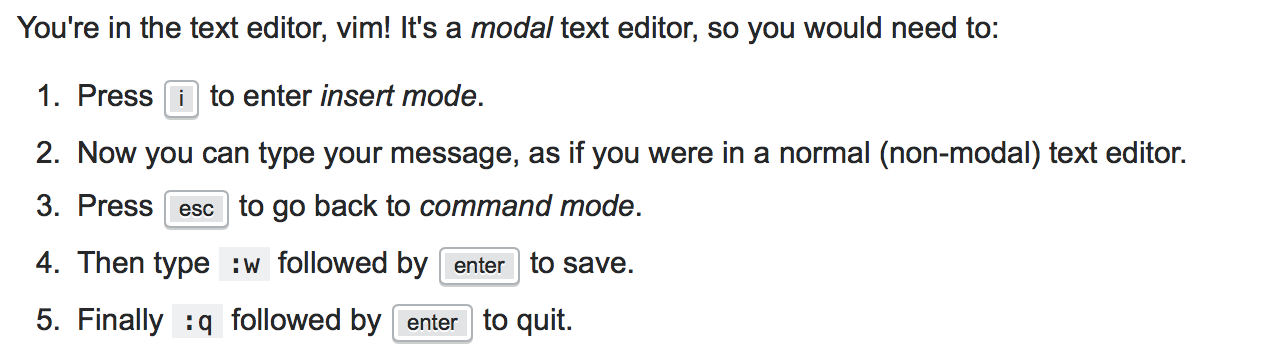 You're in the text editor, vim! It's a modal text editor, so you would need to:
1. Press i to enter insert mode.
2. Now you can type your message, as if you were in a normal (non-modal) text editor.
3. Press esc to go back to command mode.
4. Then type :w followed by enter to save.
5. Finally :q followed by enter to quit.